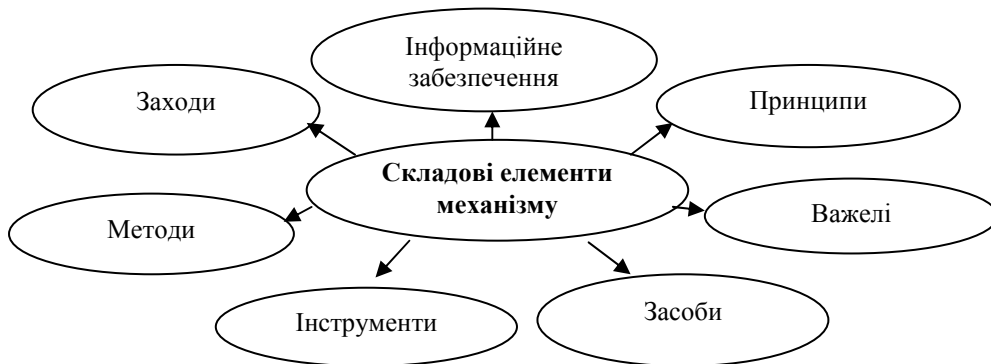 Інформаційне
забезпечення
Заходи
Принципи
Складові елементи
механізму
Методи
Важелі
Інструменти
Засоби